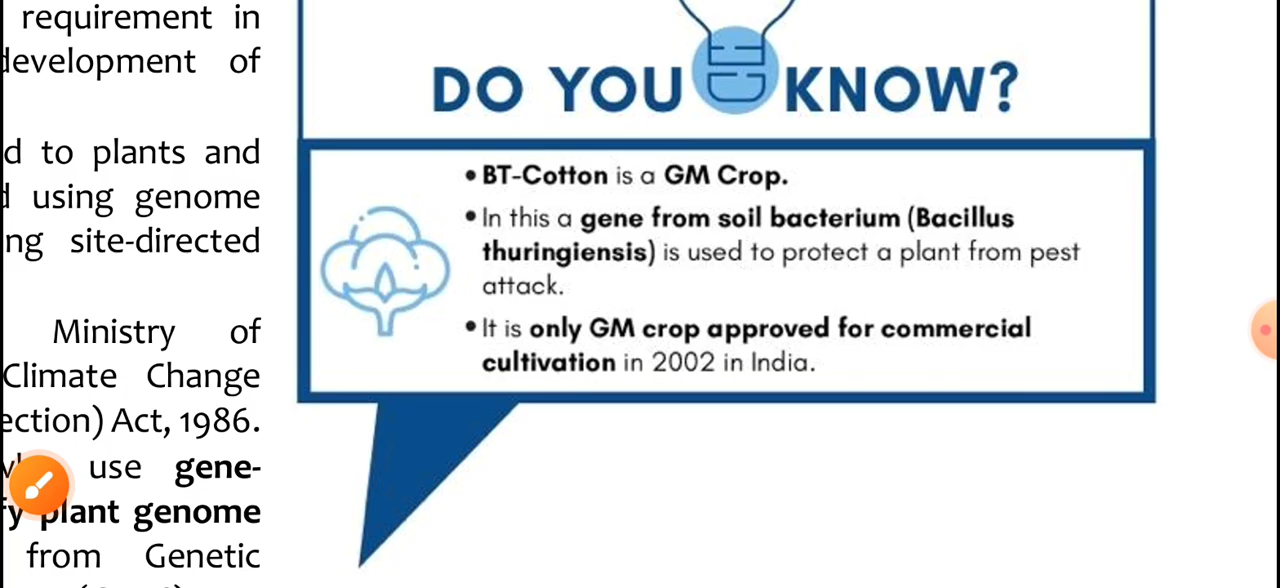 requirement in
development of
d to plants and
using genome
ng site-directed
Ministry of
Climate Change
ection) Act, 1986.
use gene-
fy plant genome
from Genetic
DO YOU KNOW?
• BT-Cotton is a GM Crop.
• In this a gene from soil bacterium (Bacillus
thuringiensis) is used to protect a plant from pest
attack.
• It is only GM crop approved for commercial
cultivation in 2002 in India.